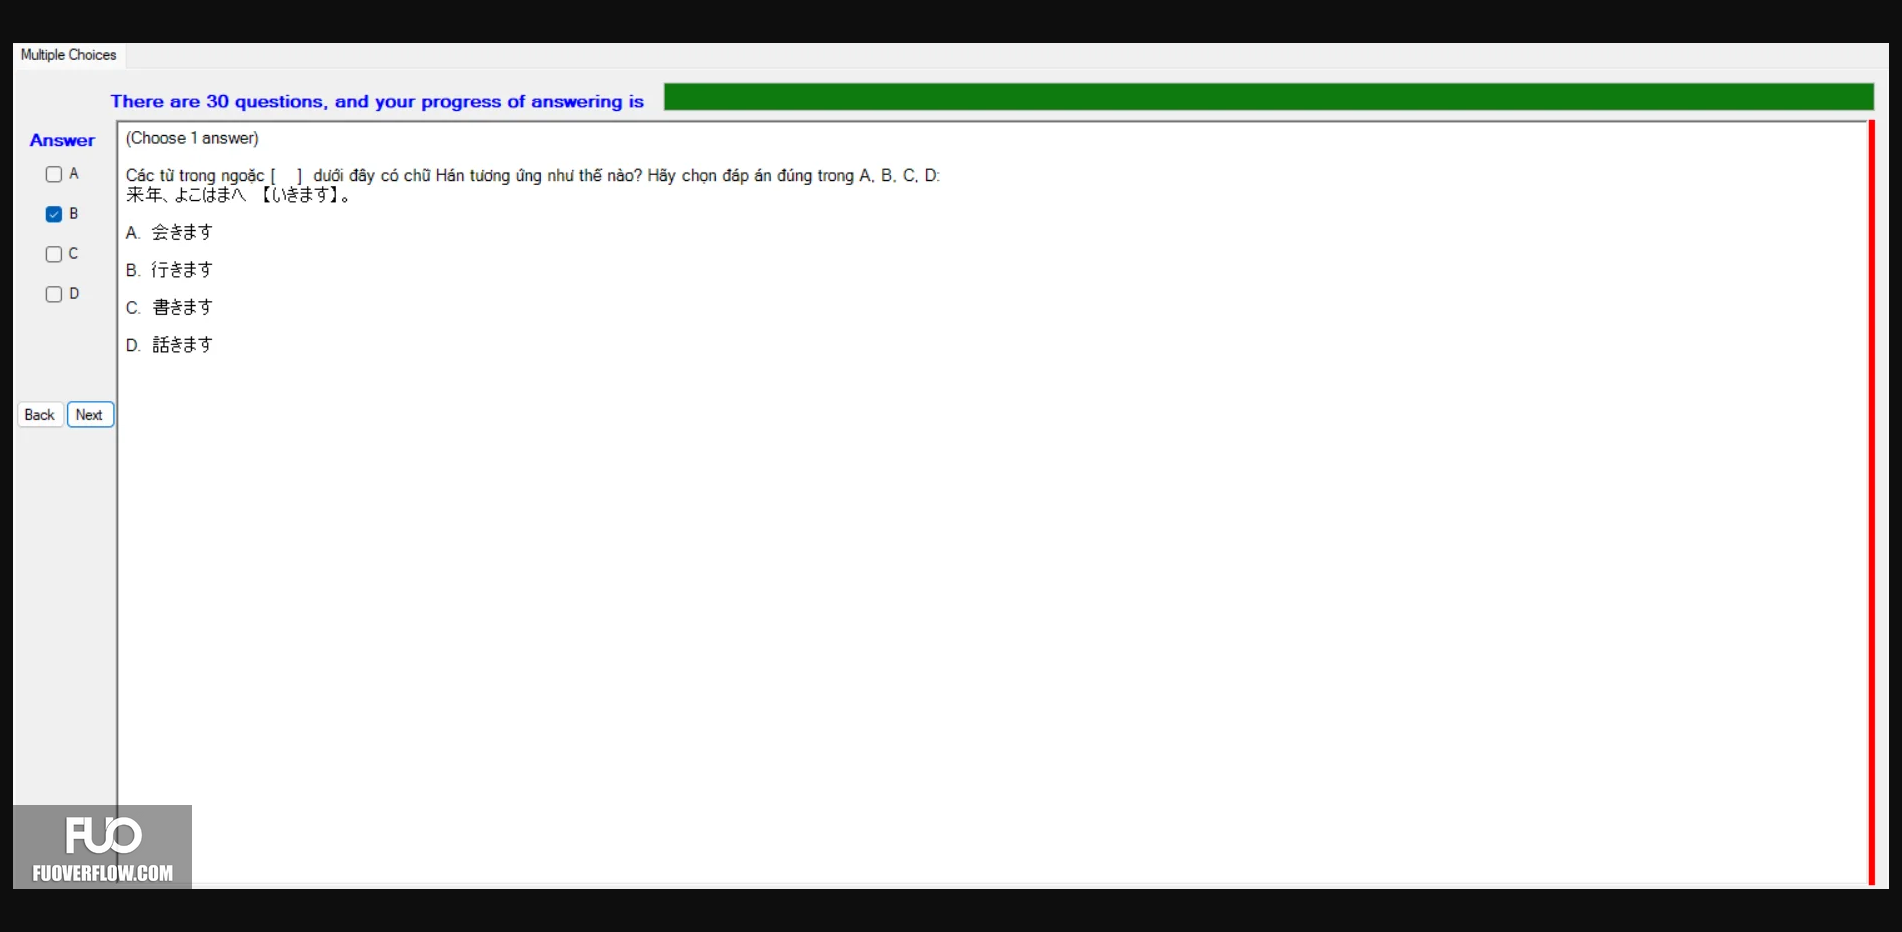 Multiple Choices
There are 30 questions, and your progress of answering is
Answer
(Choose 1 answer)
A
Các từ trong ngoặc [ ] dưới đây có chữ Hán tương ứng như thế nào? Hãy chọn đáp án đúng trong A, B, C, D:
来年、よこはまへ 【いきます】。
B
A. 会きます
C
B. 行きます
D
C. 書きます
D. 話きます
Back Next
FUO
FUOVERFLOW.COM